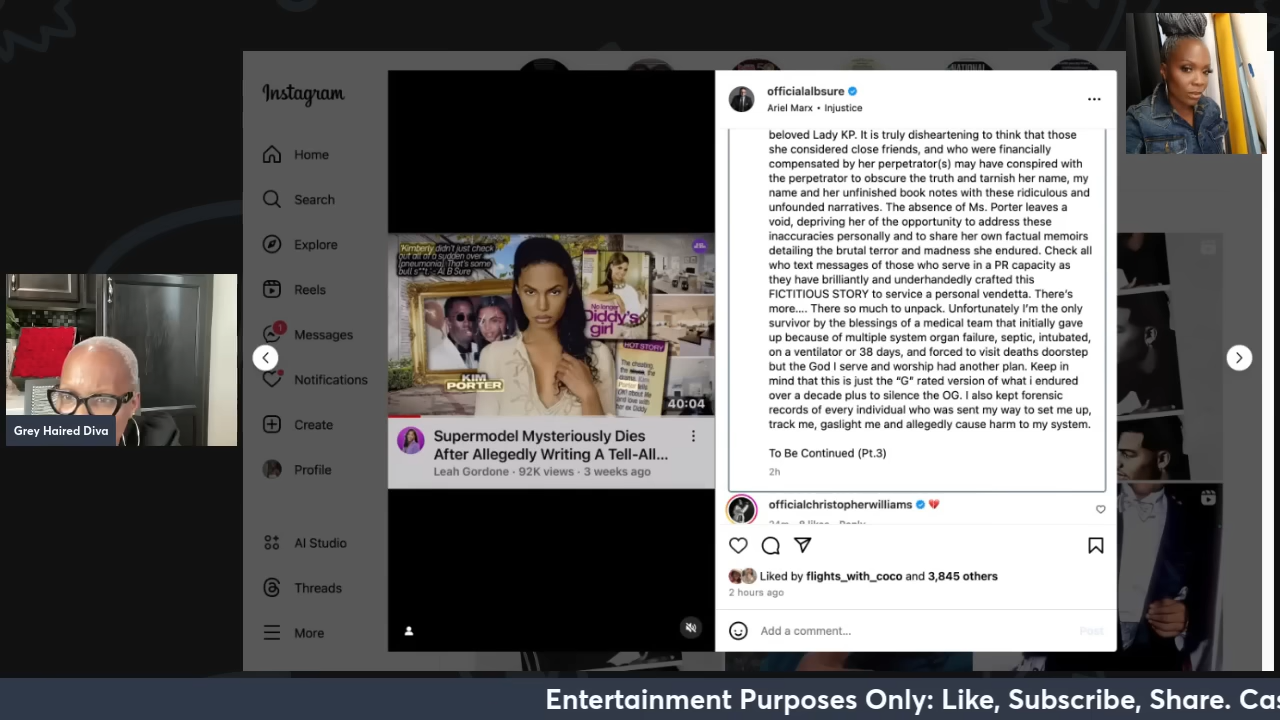 Instagram
Home
Search
Explore
Reels
1
Messages
Notifications
Create
Profile
AI Studio
Threads
More
Grey Haired Diva
'Kimberly didn't just check
out all of a sudden over
(pneumonia). That's some
bull s**t.' - Al B Sure
No longer
Diddy's
girl
HOT STORY
KIM
PORTER
40:04
Supermodel Mysteriously Dies
After Allegedly Writing A Tell-All...
Leah Gordone · 92K views · 3 weeks ago
officialalbsure
Ariel Marx • Injustice
beloved Lady KP. It is truly disheartening to think that those
she considered close friends, and who were financially
compensated by her perpetrator(s) may have conspired with
the perpetrator to obscure the truth and tarnish her name, my
name and her unfinished book notes with these ridiculous and
unfounded narratives. The absence of Ms. Porter leaves a
void, depriving her of the opportunity to address these
inaccuracies personally and to share her own factual memoirs
detailing the brutal terror and madness she endured. Check all
who text messages of those who serve in a PR capacity as
they have brilliantly and underhandedly crafted this
FICTITIOUS STORY to service a personal vendetta. There's
more.... There so much to unpack. Unfortunately I'm the only
survivor by the blessings of a medical team that initially gave
up because of multiple system organ failure, septic, intubated,
on a ventilator or 38 days, and forced to visit deaths doorstep
but the God I serve and worship had another plan. Keep in
mind that this is just the "G" rated version of what i endured
over a decade plus to silence the OG. I also kept forensic
records of every individual who was sent my way to set me up,
track me, gaslight me and allegedly cause harm to my system.
To Be Continued (Pt.3)
2h
officialchristopherwilliams
Liked by flights_with_coco and 3,845 others
2 hours ago
Add a comment...
Post
Entertainment Purposes Only: Like, Subscribe, Share. Cas